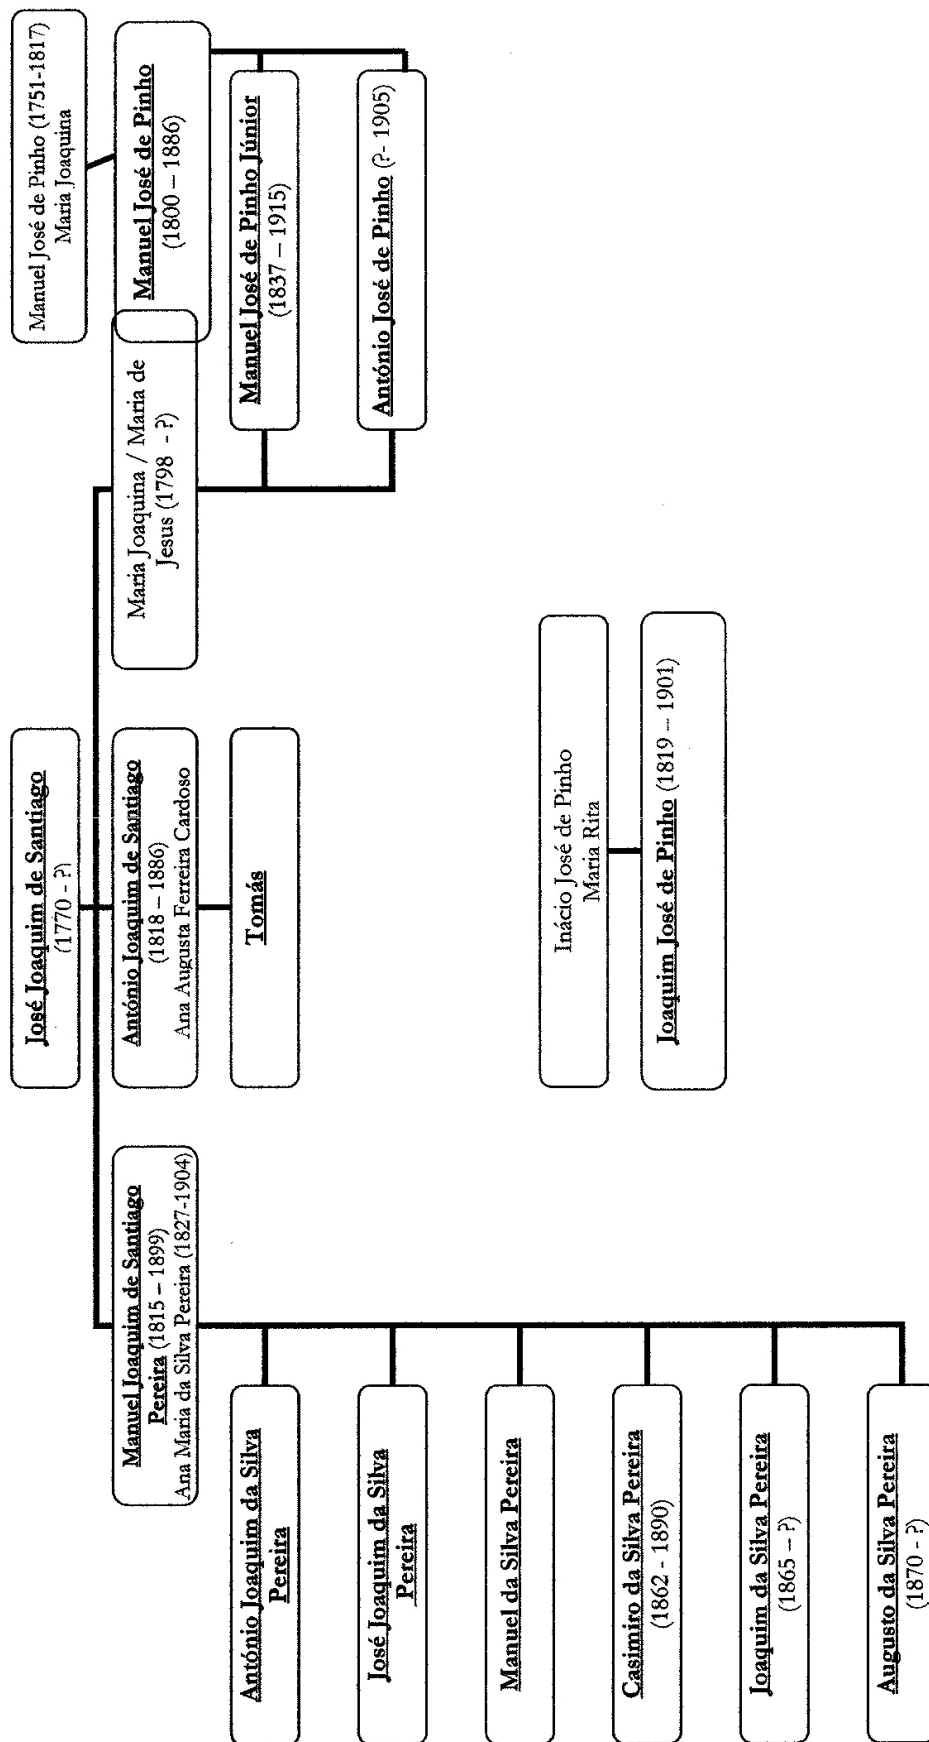 José Joaquim de Santiago
(1770 - ?)
Manuel José de Pinho (1751-1817)
Maria Joaquina
Manuel Joaquim de Santiago
Pereira (1815 – 1899)
Ana Maria da Silva Pereira (1827-1904)
António Joaquim de Santiago
(1818 – 1886)
Ana Augusta Ferreira Cardoso
Maria Joaquina / Maria de
Jesus (1798 - ?)
Manuel José de Pinho
(1800 – 1886)
António Joaquim da Silva
Pereira
Tomás
Manuel José de Pinho Júnior
(1837 – 1915)
José Joaquim da Silva
Pereira
António José de Pinho (?- 1905)
Manuel da Silva Pereira
Inácio José de Pinho
Maria Rita
Casimiro da Silva Pereira
(1862 - 1890)
Joaquim José de Pinho (1819 – 1901)
Joaquim da Silva Pereira
(1865 – ?)
Augusto da Silva Pereira
(1870 - ?)